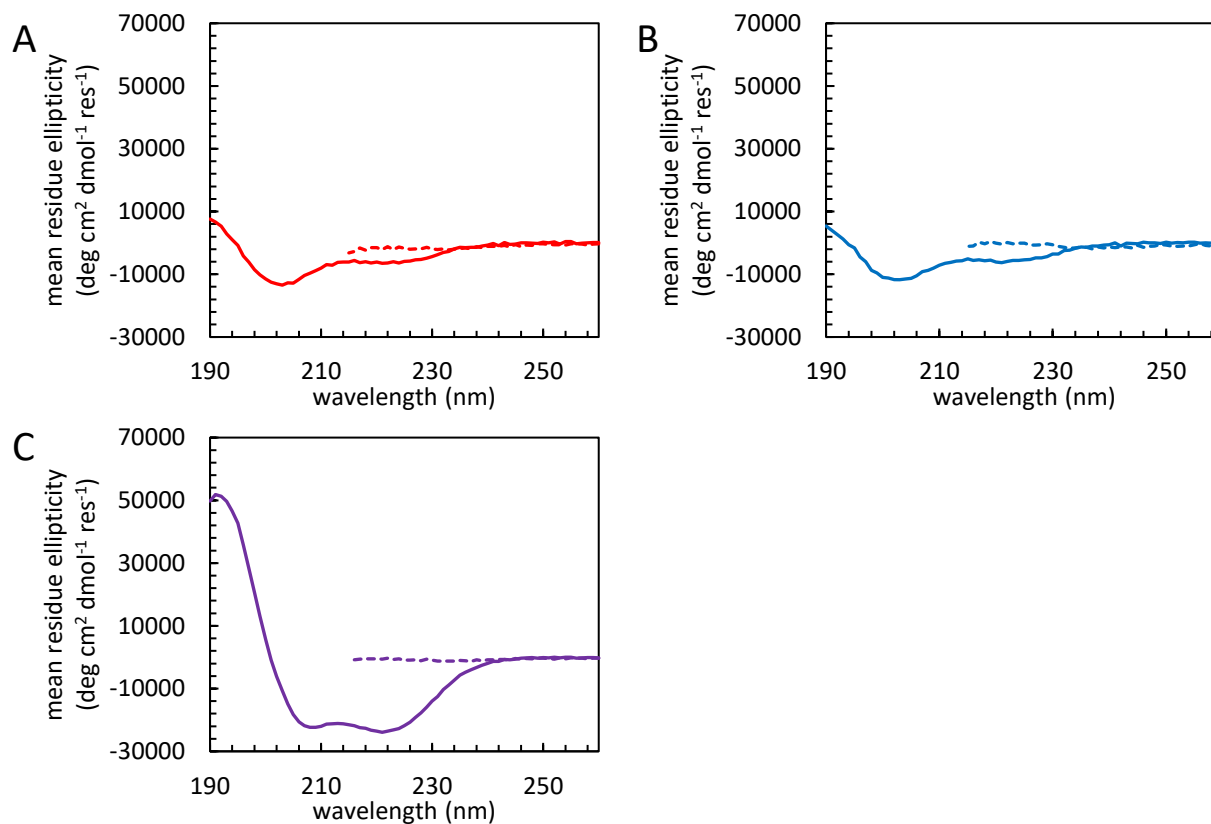 A
mean residue ellipticity
(deg cm² dmol⁻¹ res⁻¹)
70000
50000
30000
10000
-10000
-30000
190 210 230 250
wavelength (nm)
B
mean residue ellipticity
(deg cm² dmol⁻¹ res⁻¹)
70000
50000
30000
10000
-10000
-30000
190 210 230 250
wavelength (nm)
C
mean residue ellipticity
(deg cm² dmol⁻¹ res⁻¹)
70000
50000
30000
10000
-10000
-30000
190 210 230 250
wavelength (nm)